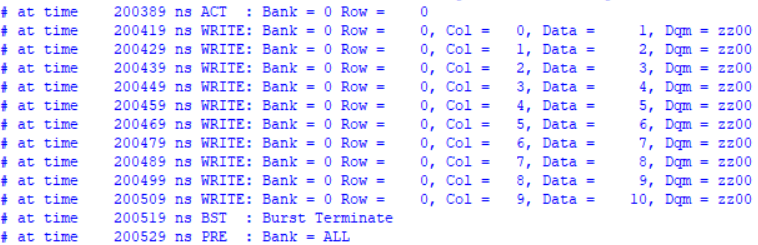 # at time 200389 ns ACT : Bank = 0 Row = 0
# at time 200419 ns WRITE: Bank = 0 Row = 0, Col = 0, Data = 1, Dqm = zz00
# at time 200429 ns WRITE: Bank = 0 Row = 0, Col = 1, Data = 2, Dqm = zz00
# at time 200439 ns WRITE: Bank = 0 Row = 0, Col = 2, Data = 3, Dqm = zz00
# at time 200449 ns WRITE: Bank = 0 Row = 0, Col = 3, Data = 4, Dqm = zz00
# at time 200459 ns WRITE: Bank = 0 Row = 0, Col = 4, Data = 5, Dqm = zz00
# at time 200469 ns WRITE: Bank = 0 Row = 0, Col = 5, Data = 6, Dqm = zz00
# at time 200479 ns WRITE: Bank = 0 Row = 0, Col = 6, Data = 7, Dqm = zz00
# at time 200489 ns WRITE: Bank = 0 Row = 0, Col = 7, Data = 8, Dqm = zz00
# at time 200499 ns WRITE: Bank = 0 Row = 0, Col = 8, Data = 9, Dqm = zz00
# at time 200509 ns WRITE: Bank = 0 Row = 0, Col = 9, Data = 10, Dqm = zz00
# at time 200519 ns BST : Burst Terminate
# at time 200529 ns PRE : Bank = ALL